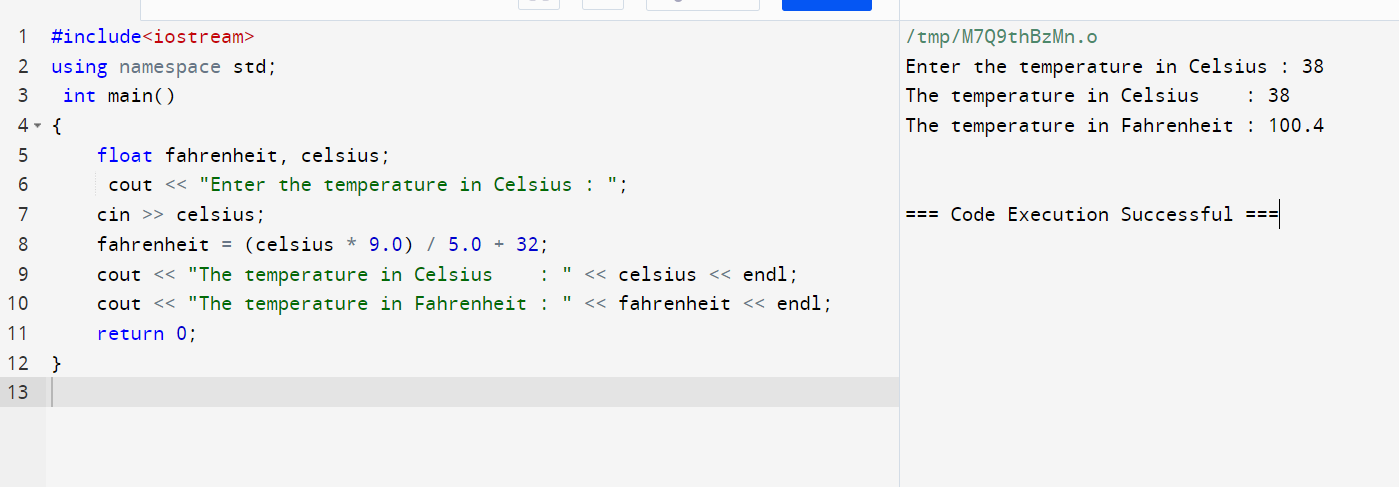 1 #include<iostream>
2 using namespace std;
3  int main()
4 {
5     float fahrenheit, celsius;
6      cout << "Enter the temperature in Celsius : ";
7     cin >> celsius;
8     fahrenheit = (celsius * 9.0) / 5.0 + 32;
9     cout << "The temperature in Celsius    : " << celsius << endl;
10     cout << "The temperature in Fahrenheit : " << fahrenheit << endl;
11     return 0;
12 }
13
/tmp/M7Q9thBzMn.o
Enter the temperature in Celsius : 38
The temperature in Celsius    : 38
The temperature in Fahrenheit : 100.4
=== Code Execution Successful ===